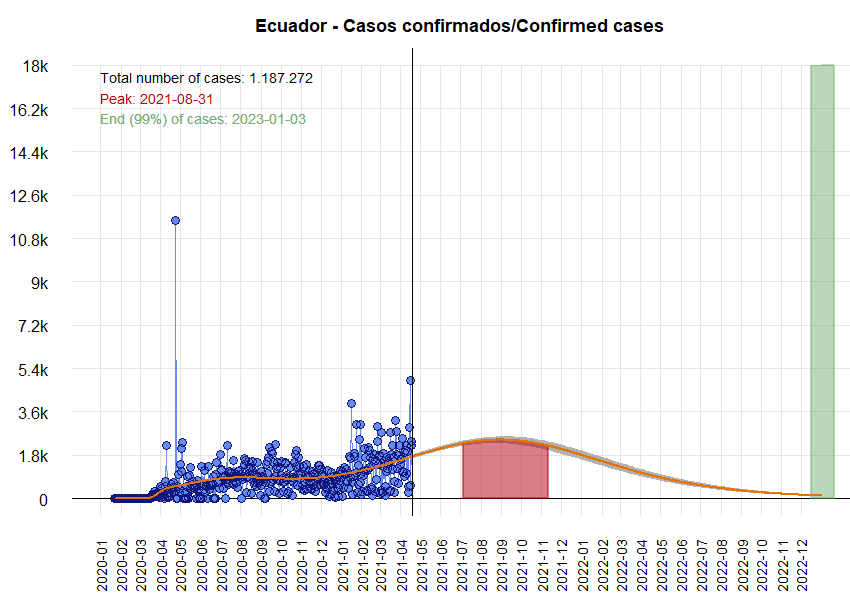 Ecuador - Casos confirmados/Confirmed cases
Total number of cases: 1.187.272
Peak: 2021-08-31
End (99%) of cases: 2023-01-03
18k
16.2k
14.4k
12.6k
10.8k
9k
7.2k
5.4k
3.6k
1.8k
0
2020-01
2020-02
2020-03
2020-04
2020-05
2020-06
2020-07
2020-08
2020-09
2020-10
2020-11
2020-12
2021-01
2021-02
2021-03
2021-04
2021-05
2021-06
2021-07
2021-08
2021-09
2021-10
2021-11
2021-12
2022-01
2022-02
2022-03
2022-04
2022-05
2022-06
2022-07
2022-08
2022-09
2022-10
2022-11
2022-12